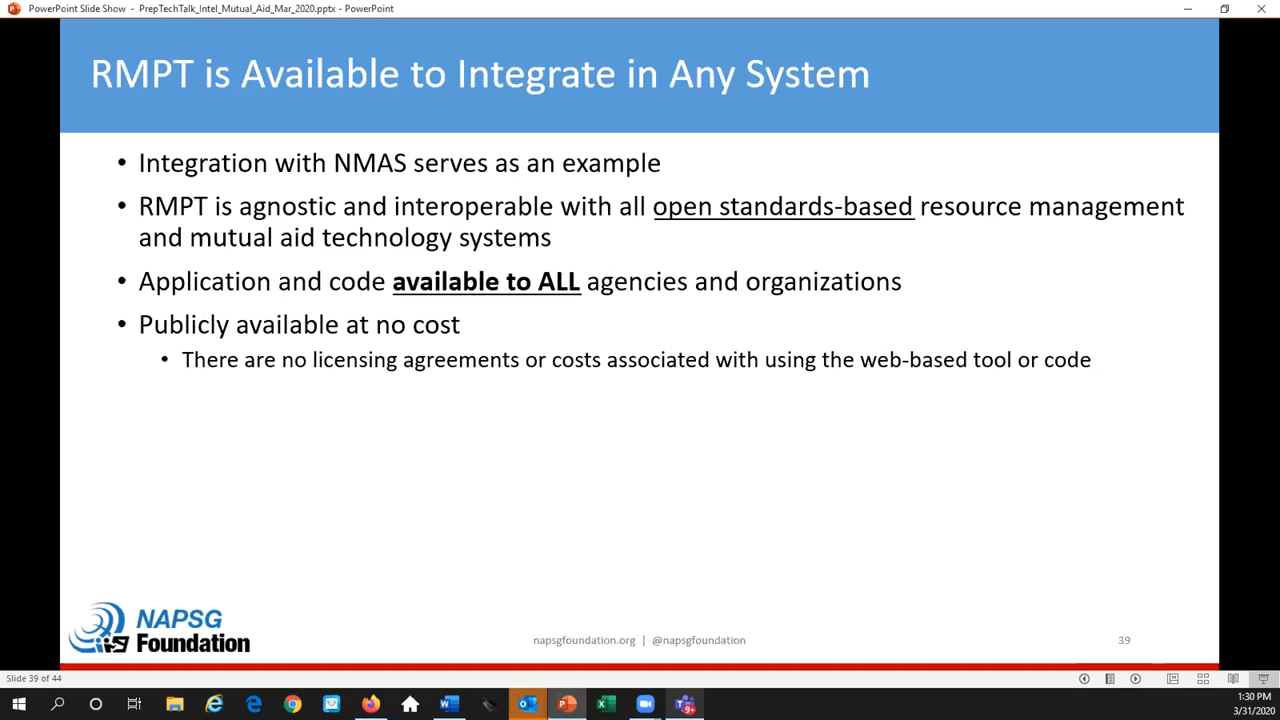 PowerPoint Slide Show - PrepTechTalk_Intel_Mutual_Aid_Mar_2020.pptx - PowerPoint
RMPT is Available to Integrate in Any System
• Integration with NMAS serves as an example
• RMPT is agnostic and interoperable with all open standards-based resource management
and mutual aid technology systems
• Application and code available to ALL agencies and organizations
• Publicly available at no cost
• There are no licensing agreements or costs associated with using the web-based tool or code
NAPSG
Foundation
napsgfoundation.org | @napsgfoundation
39
Slide 39 of 44
9+
1:30 PM
3/31/2020